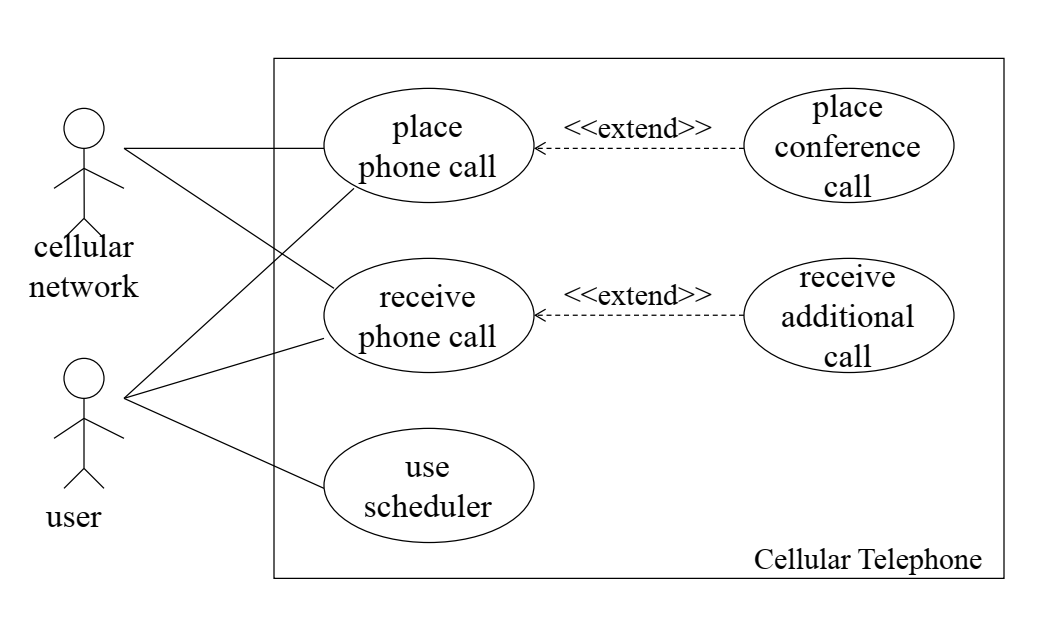 cellular
network
user
place
phone call
<<extend>>
place
conference
call
receive
phone call
<<extend>>
receive
additional
call
use
scheduler
Cellular Telephone